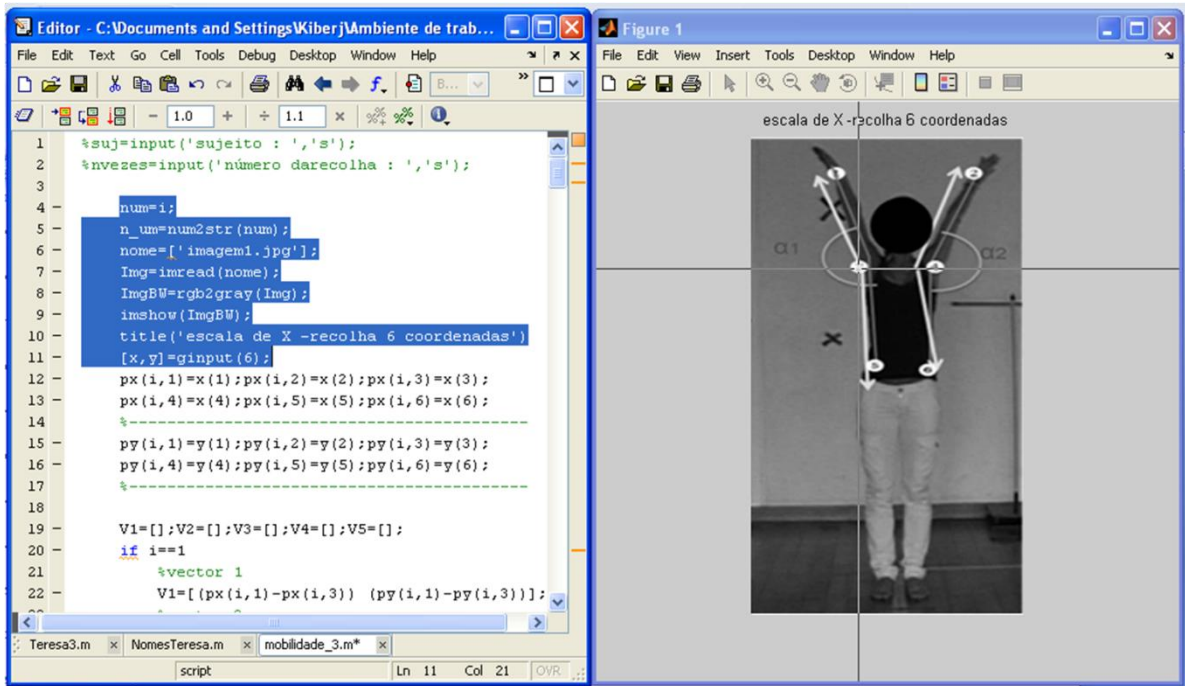 Editor - C:\Documents and Settings\Kiberj\Ambiente de trab...
File Edit Text Go Cell Tools Debug Desktop Window Help
B...
1.0 1.1
1 %suj=input('sujeito : ','s');
2 %nvezes=input('número darecolha : ','s');
3
4 num=i;
5 n_um=num2str(num);
6 nome=['imagem1.jpg'];
7 Img=imread(nome);
8 ImgBW=rgb2gray(Img);
9 imshow(ImgBW);
10 title('escala de X -recolha 6 coordenadas')
11 [x,y]=ginput(6);
12 px(i,1)=x(1);px(i,2)=x(2);px(i,3)=x(3);
13 px(i,4)=x(4);px(i,5)=x(5);px(i,6)=x(6);
14 %-------------------------------------------
15 py(i,1)=y(1);py(i,2)=y(2);py(i,3)=y(3);
16 py(i,4)=y(4);py(i,5)=y(5);py(i,6)=y(6);
17 %-------------------------------------------
18
19 V1=[];V2=[];V3=[];V4=[];V5=[];
20 if i==1
21 %vector 1
22 V1=[(px(i,1)-px(i,3)) (py(i,1)-py(i,3))];
Teresa3.m NomesTeresa.m mobilidade_3.m*
script Ln 11 Col 21 OVR
Figure 1
File Edit View Insert Tools Desktop Window Help
escala de X -recolha 6 coordenadas
1 2
α1 α2